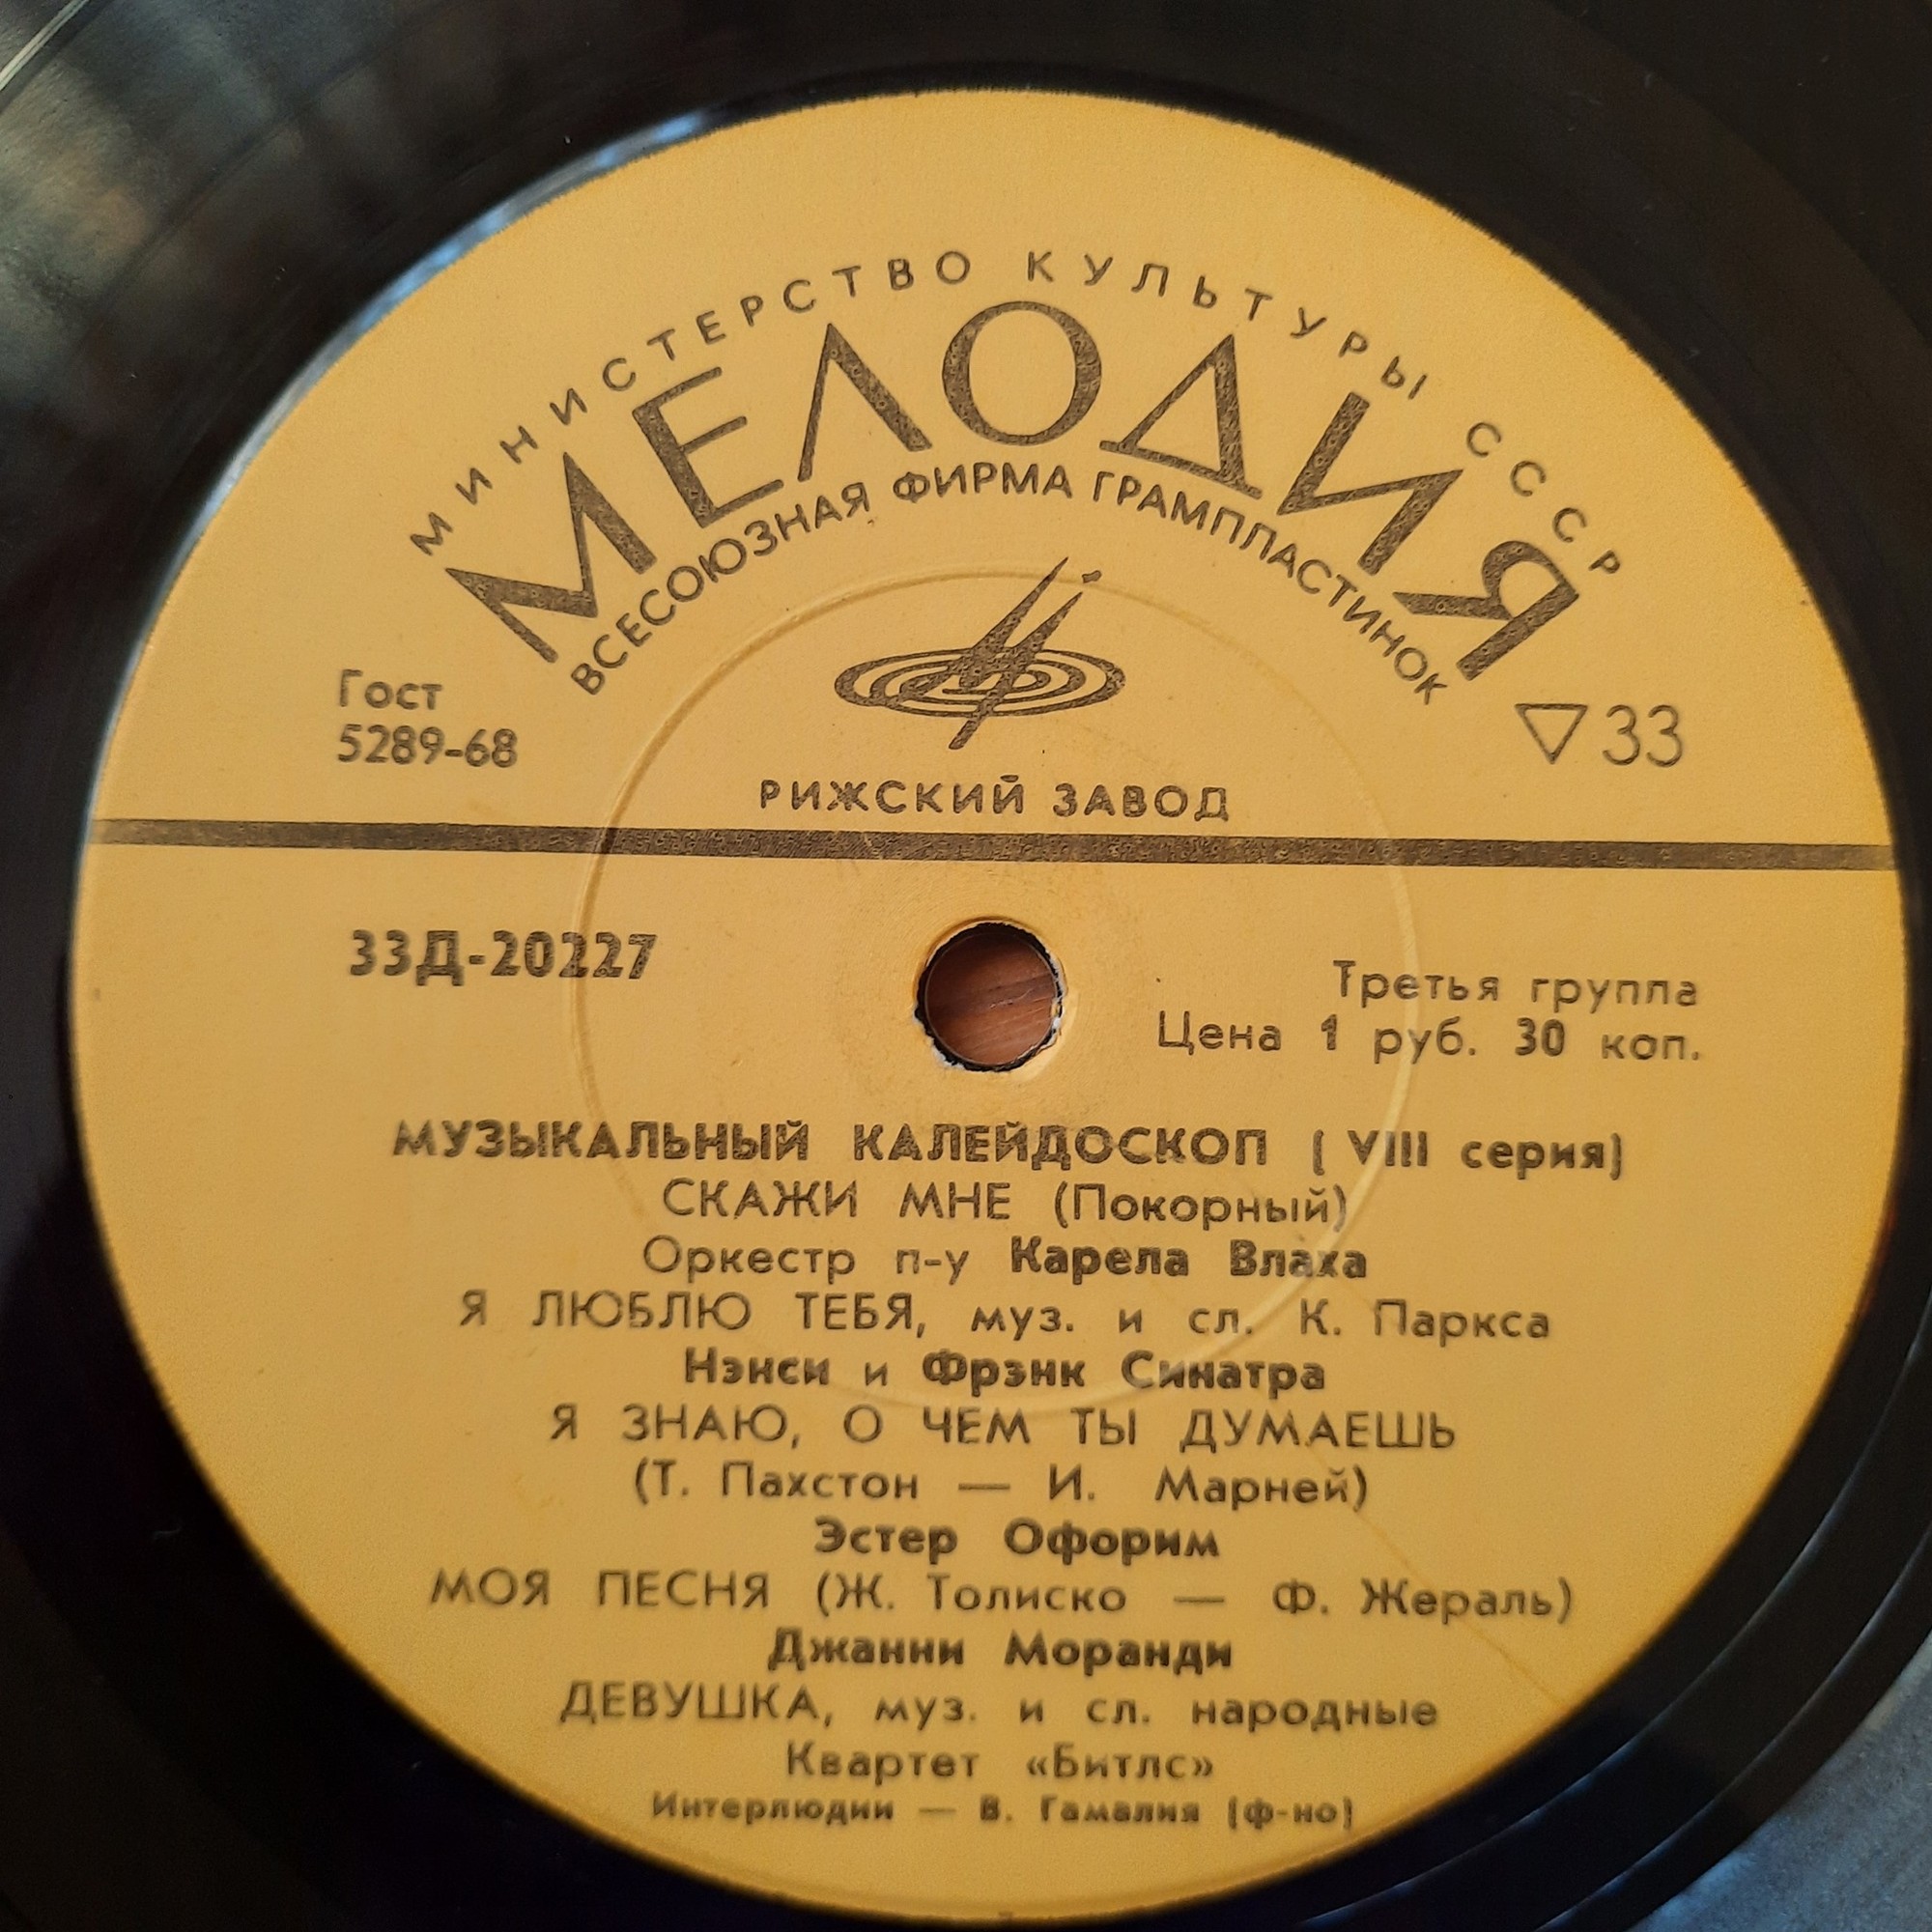 МИНИСТЕРСТВО КУЛЬТУРЫ СССР
МЕЛОДИЯ
ВСЕСОЮЗНАЯ ФИРМА ГРАМПЛАСТИНОК
Гост
5289-68
▽33
РИЖСКИЙ ЗАВОД
33Д-20227
Третья группа
Цена 1 руб. 30 коп.
МУЗЫКАЛЬНЫЙ КАЛЕЙДОСКОП (VIII серия)
СКАЖИ МНЕ (Покорный)
Оркестр п-у Карела Влаха
Я ЛЮБЛЮ ТЕБЯ, муз. и сл. К. Паркса
Нэнси и Фрэнк Синатра
Я ЗНАЮ, О ЧЕМ ТЫ ДУМАЕШЬ
(Т. Пахстон — И. Марней)
Эстер Офорим
МОЯ ПЕСНЯ (Ж. Толиско — Ф. Жераль)
Джанни Моранди
ДЕВУШКА, муз. и сл. народные
Квартет «Битлс»
Интерлюдии — В. Гамалия (ф-но)